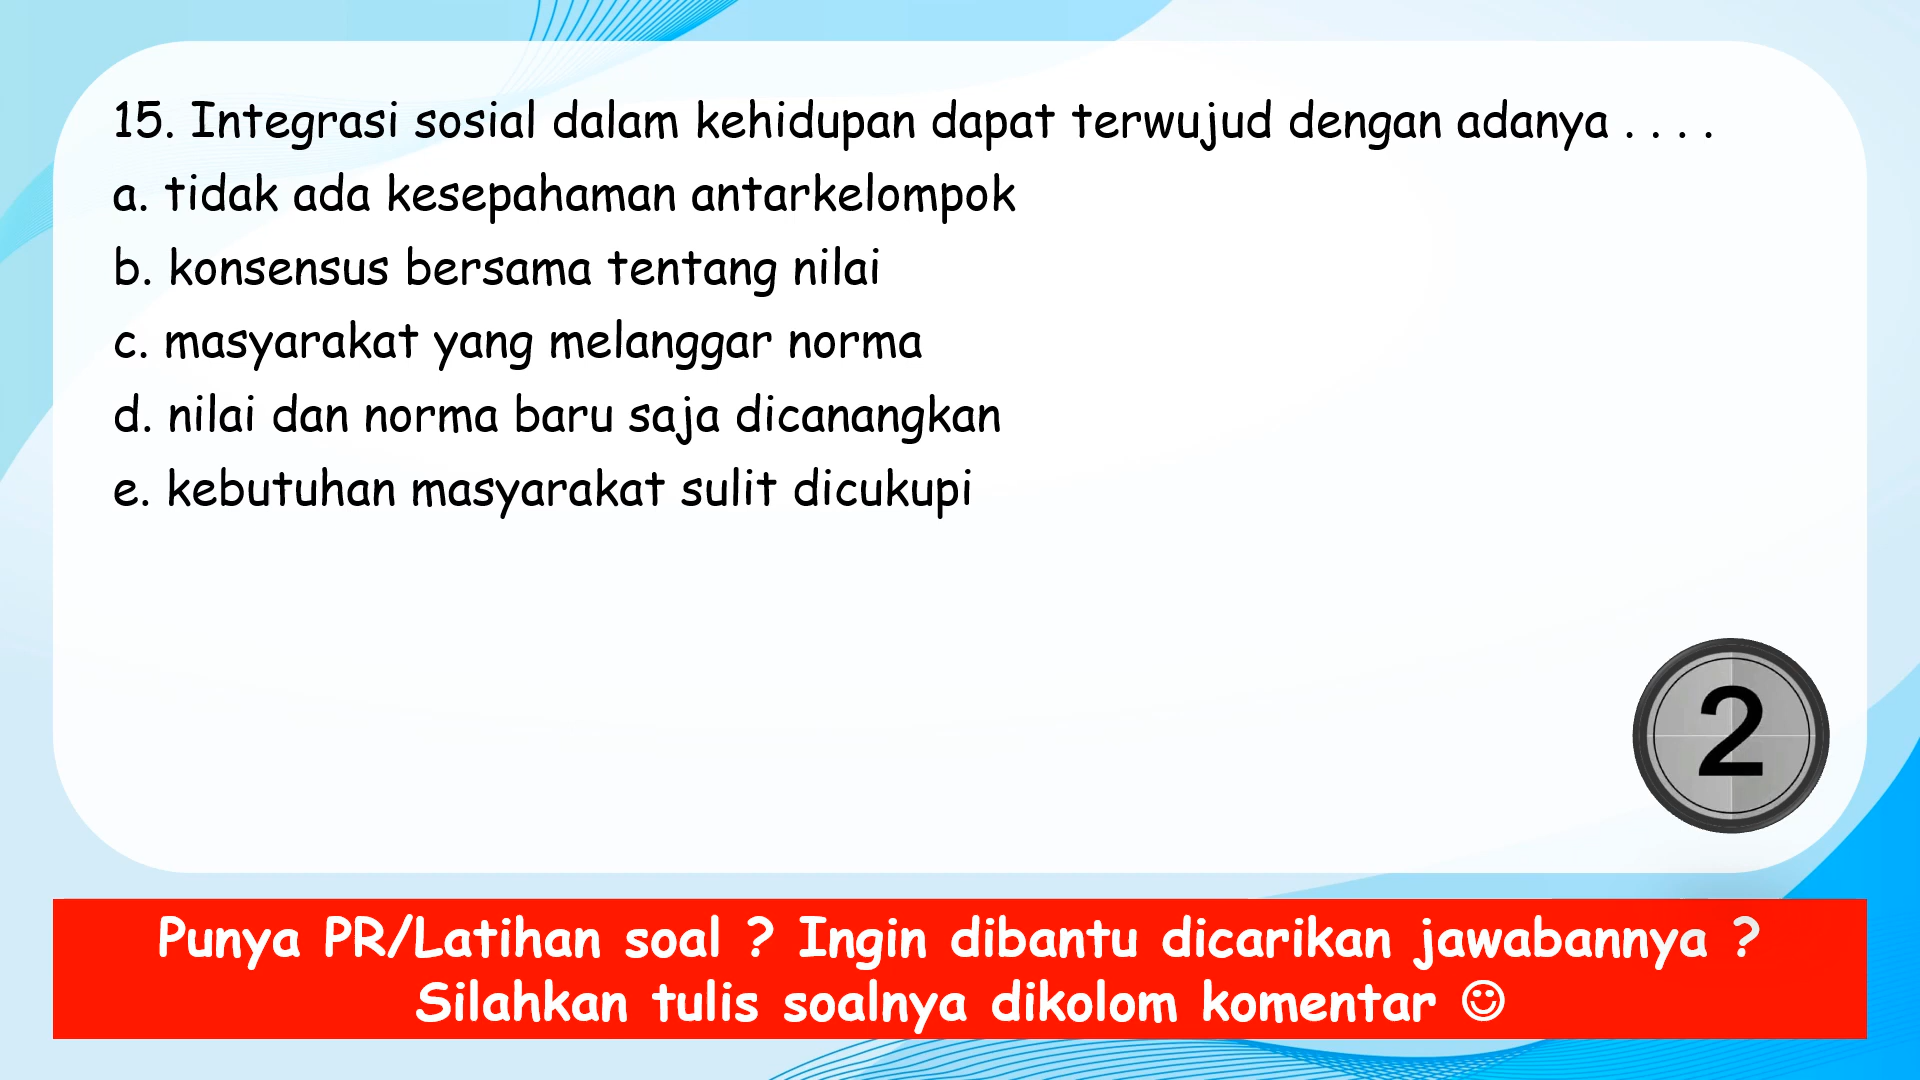 15. Integrasi sosial dalam kehidupan dapat terwujud dengan adanya . . . .
a. tidak ada kesepahaman antarkelompok
b. konsensus bersama tentang nilai
c. masyarakat yang melanggar norma
d. nilai dan norma baru saja dicanangkan
e. kebutuhan masyarakat sulit dicukupi
2
Punya PR/Latihan soal ? Ingin dibantu dicarikan jawabannya ?
Silahkan tulis soalnya dikolom komentar ☺